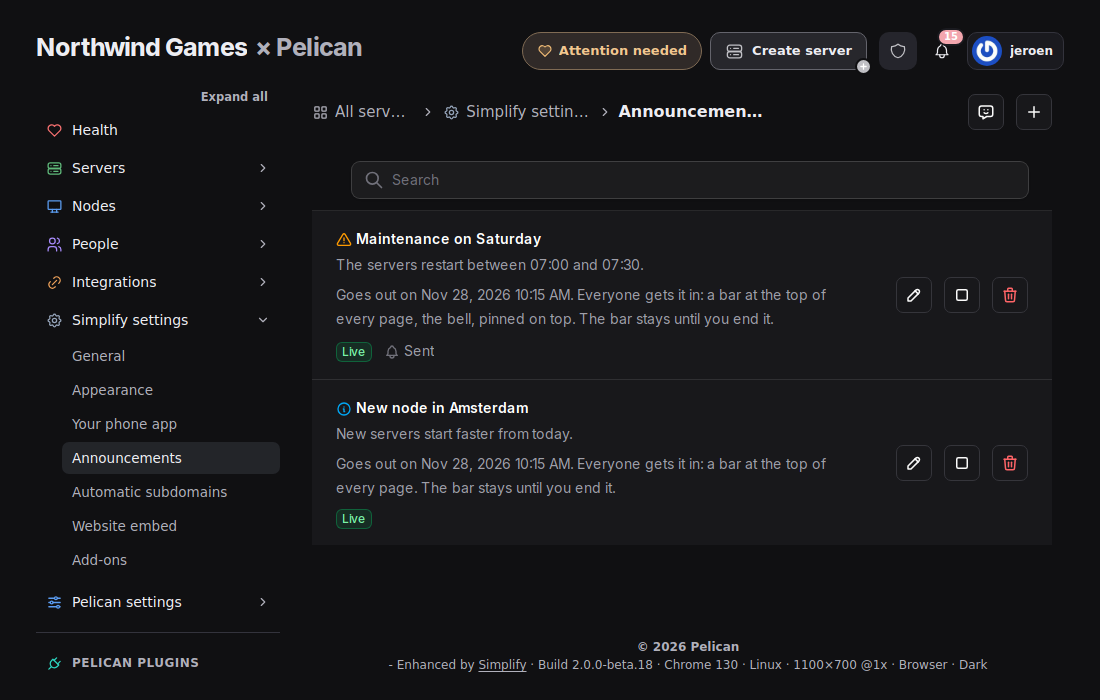 Northwind Games × Pelican
Attention needed
Create server
15
jeroen
Expand all
Health
Servers
Nodes
People
Integrations
Simplify settings
General
Appearance
Your phone app
Announcements
Automatic subdomains
Website embed
Add-ons
Pelican settings
PELICAN PLUGINS
All serv... > Simplify settin... > Announcemen...
Search
Maintenance on Saturday
The servers restart between 07:00 and 07:30.
Goes out on Nov 28, 2026 10:15 AM. Everyone gets it in: a bar at the top of
every page, the bell, pinned on top. The bar stays until you end it.
Live Sent
New node in Amsterdam
New servers start faster from today.
Goes out on Nov 28, 2026 10:15 AM. Everyone gets it in: a bar at the top of
every page. The bar stays until you end it.
Live
© 2026 Pelican
- Enhanced by Simplify · Build 2.0.0-beta.18 · Chrome 130 · Linux · 1100×700 @1x · Browser · Dark